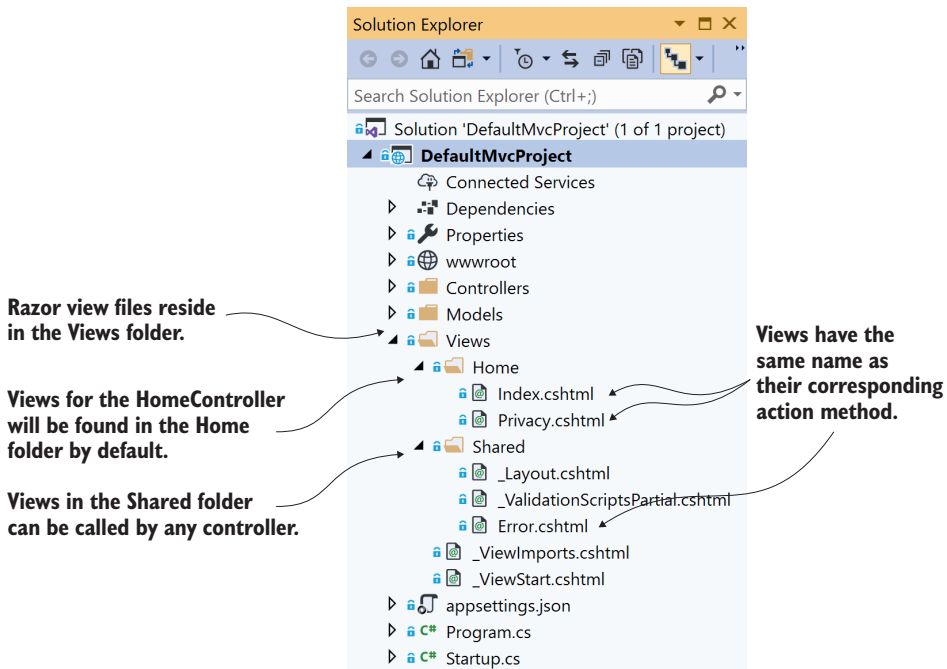 Solution Explorer
Search Solution Explorer (Ctrl+;)
Solution 'DefaultMvcProject' (1 of 1 project)
DefaultMvcProject
Connected Services
Dependencies
Properties
wwwroot
Controllers
Models
Views
Home
Index.cshtml
Privacy.cshtml
Shared
_Layout.cshtml
_ValidationScriptsPartial.cshtml
Error.cshtml
_ViewImports.cshtml
_ViewStart.cshtml
appsettings.json
C# Program.cs
C# Startup.cs
Razor view files reside
in the Views folder.
Views for the HomeController
will be found in the Home
folder by default.
Views in the Shared folder
can be called by any controller.
Views have the
same name as
their corresponding
action method.